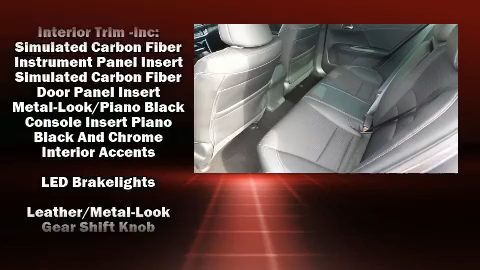 Interior Trim -inc:
Simulated Carbon Fiber
Instrument Panel Insert
Simulated Carbon Fiber
Door Panel Insert
Metal-Look/Piano Black
Console Insert Piano
Black And Chrome
Interior Accents
LED Brakelights
Leather/Metal-Look
Gear Shift Knob